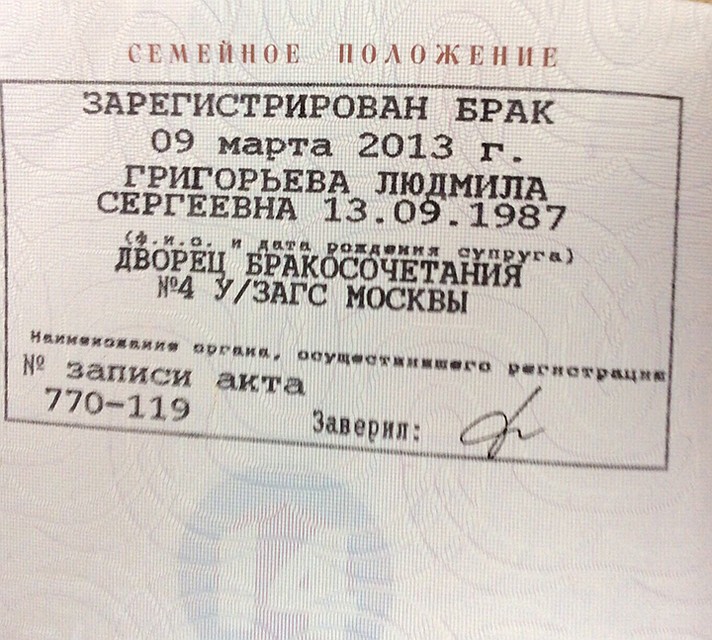 СЕМЕЙНОЕ ПОЛОЖЕНИЕ
ЗАРЕГИСТРИРОВАН БРАК
09 марта 2013 г.
ГРИГОРЬЕВА ЛЮДМИЛА
СЕРГЕЕВНА 13.09.1987
(ф.и.о. и дата рождения супруга)
ДВОРЕЦ БРАКОСОЧЕТАНИЯ
№4 У/ЗАГС МОСКВЫ
Наименование органа, осуществившего регистрацию
№ записи акта
770-119
Заверил:
14